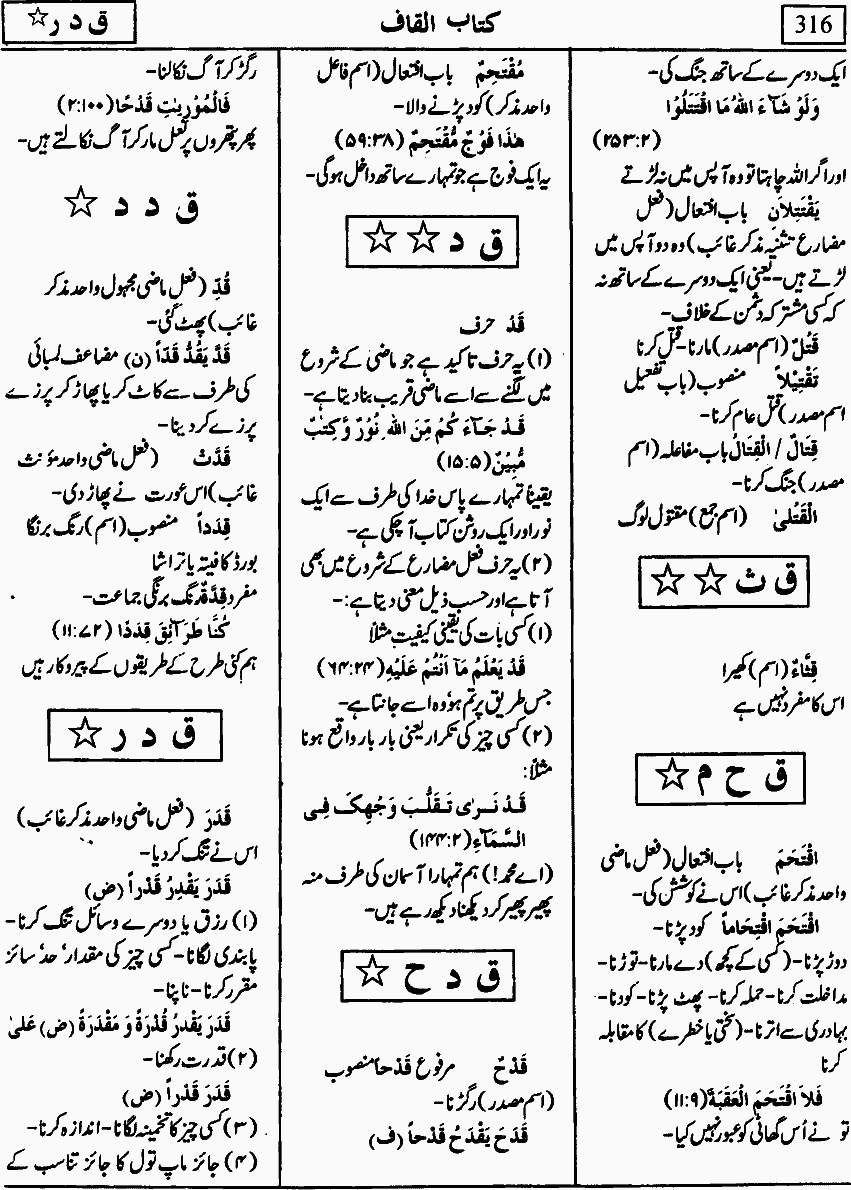 316
کتاب القاف
ق د ر ☆
ایک دوسرے کے ساتھ جنگ کی-
وَلَوْ شَآءَ اللہُ مَا اقْتَتَلُوْا
(۲۵۳:۲)
اور اگر اللہ چاہتا تو وہ آپس میں نہ لڑتے
یَقْتَتِلاَنِ باب افتعال (فعل
مضارع تثنیہ مذکر غائب) وہ دو آپس میں
لڑتے ہیں- یعنی ایک دوسرے کے ساتھ نہ
کہ کسی مشترکہ دشمن کے خلاف-
قَتْلٌ (اسم مصدر) مارنا- قتل کرنا
تَقْتِیْلاً منصوب (باب تفعیل
اسم مصدر) قتل عام کرنا-
قِتَالٌ / الْقِتَالُ باب مفاعلہ (اسم
مصدر) جنگ کرنا-
الْقَتْلیٰ (اسم جمع) مقتول لوگ
ق ث ☆☆
قِثَّاءٌ (اسم) کھیرا
اس کا مفرد نہیں ہے
ق ح م ☆
اقْتَحَمَ باب افتعال (فعل ماضی
واحد مذکر غائب) اس نے کوشش کی-
اقْتَحَمَ اقْتِحَاماً کود پڑنا-
دوڑ پڑنا- (کسی کے کچھ) دے مارنا- توڑنا-
مداخلت کرنا- حملہ کرنا- پھٹ پڑنا- کودنا-
بہادری سے اترنا- (سختی یا خطرے) کا مقابلہ
کرنا
فَلاَ اقْتَحَمَ الْعَقَبَةَ (۱۱:۹)
تو نے اُس گھاٹی کو عبور نہیں کیا-
مُقْتَحِمٌ باب افتعال (اسم فاعل
واحد مذکر) کود پڑنے والا-
هٰذَا فَوْجٌ مُّقْتَحِمٌ (۵۹:۳۸)
یہ ایک فوج ہے جو تمہارے ساتھ داخل ہوگی-
ق د ☆☆
قَدْ حرف
(۱) یہ حرف تاکید ہے جو ماضی کے شروع
میں لگنے سے اسے ماضی قریب بنا دیتا ہے-
قَدْ جَآءَ کُمْ مِّنَ اللہِ نُوْرٌ وَّکِتٰبٌ
مُّبِیْنٌ (۱۵:۵)
یقیناً تمہارے پاس خدا کی طرف سے ایک
نور اور ایک روشن کتاب آ چکی ہے-
(۲) یہ حرف فعل مضارع کے شروع میں بھی
آتا ہے اور حسب ذیل معنی دیتا ہے:-
(۱) کسی بات کی یقینی کیفیت مثلاً
قَدْ یَعْلَمُ مَآ اَنْتُمْ عَلَیْهِ (۶۴:۲۴)
جس طریق پر تم ہو وہ اسے جانتا ہے-
(۲) کسی چیز کی تکرار یعنی بار بار واقع ہونا
مثلاً:
قَدْ نَرٰی تَقَلُّبَ وَجْهِکَ فِی
السَّمَآءِ (۱۴۴:۲)
(اے محمد!) ہم تمہارا آسمان کی طرف منہ
پھیر پھیر کر دیکھنا دیکھ رہے ہیں-
ق د ح ☆
قَدْحٌ مرفوع قَدْحاً منصوب
(اسم مصدر) رگڑنا-
قَدَحَ یَقْدَحُ قَدْحاً (ف)
رگڑ کر آگ نکالنا-
فَالْمُوْرِیٰتِ قَدْحًا (۲:۱۰۰)
پھر پتھروں پر نعل مار کر آگ نکالتے ہیں-
ق د د ☆
قُدَّ (فعل ماضی مجہول واحد مذکر
غائب) پھٹ گئی-
قَدَّ یَقُدُّ قَدّاً (ن) مضاعف لمبائی
کی طرف سے کاٹ کر یا پھاڑ کر پرزے
پرزے کر دینا-
قَدَّتْ (فعل ماضی واحد مؤنث
غائب) اس عورت نے پھاڑ دی-
قِدَداً منصوب (اسم) رنگ برنگا
بورڈ کا فیتہ یا تراشا
مفرد قِدَّةٌ رنگ برنگی جماعت-
کُنَّا طَرَآئِقَ قِدَدًا (۱۱:۷۲)
ہم کئی طرح کے طریقوں کے پیروکار ہیں
ق د ر ☆
قَدَرَ (فعل ماضی واحد مذکر غائب)
اس نے تنگ کر دیا-
قَدَرَ یَقْدِرُ قَدْراً (ض)
(۱) رزق یا دوسرے وسائل تنگ کرنا-
پابندی لگانا- کسی چیز کی مقدار‘ حد‘ سائز
مقرر کرنا- ناپنا-
قَدَرَ یَقْدِرُ قُدْرَةً وَ مَقْدَرَةً (ض) عَلیٰ
(۲) قدرت رکھنا-
قَدَرَ قَدْراً (ض)
(۳) کسی چیز کا تخمینہ لگانا- اندازہ کرنا-
(۴) جائز ماپ تول کا جائز تناسب کے